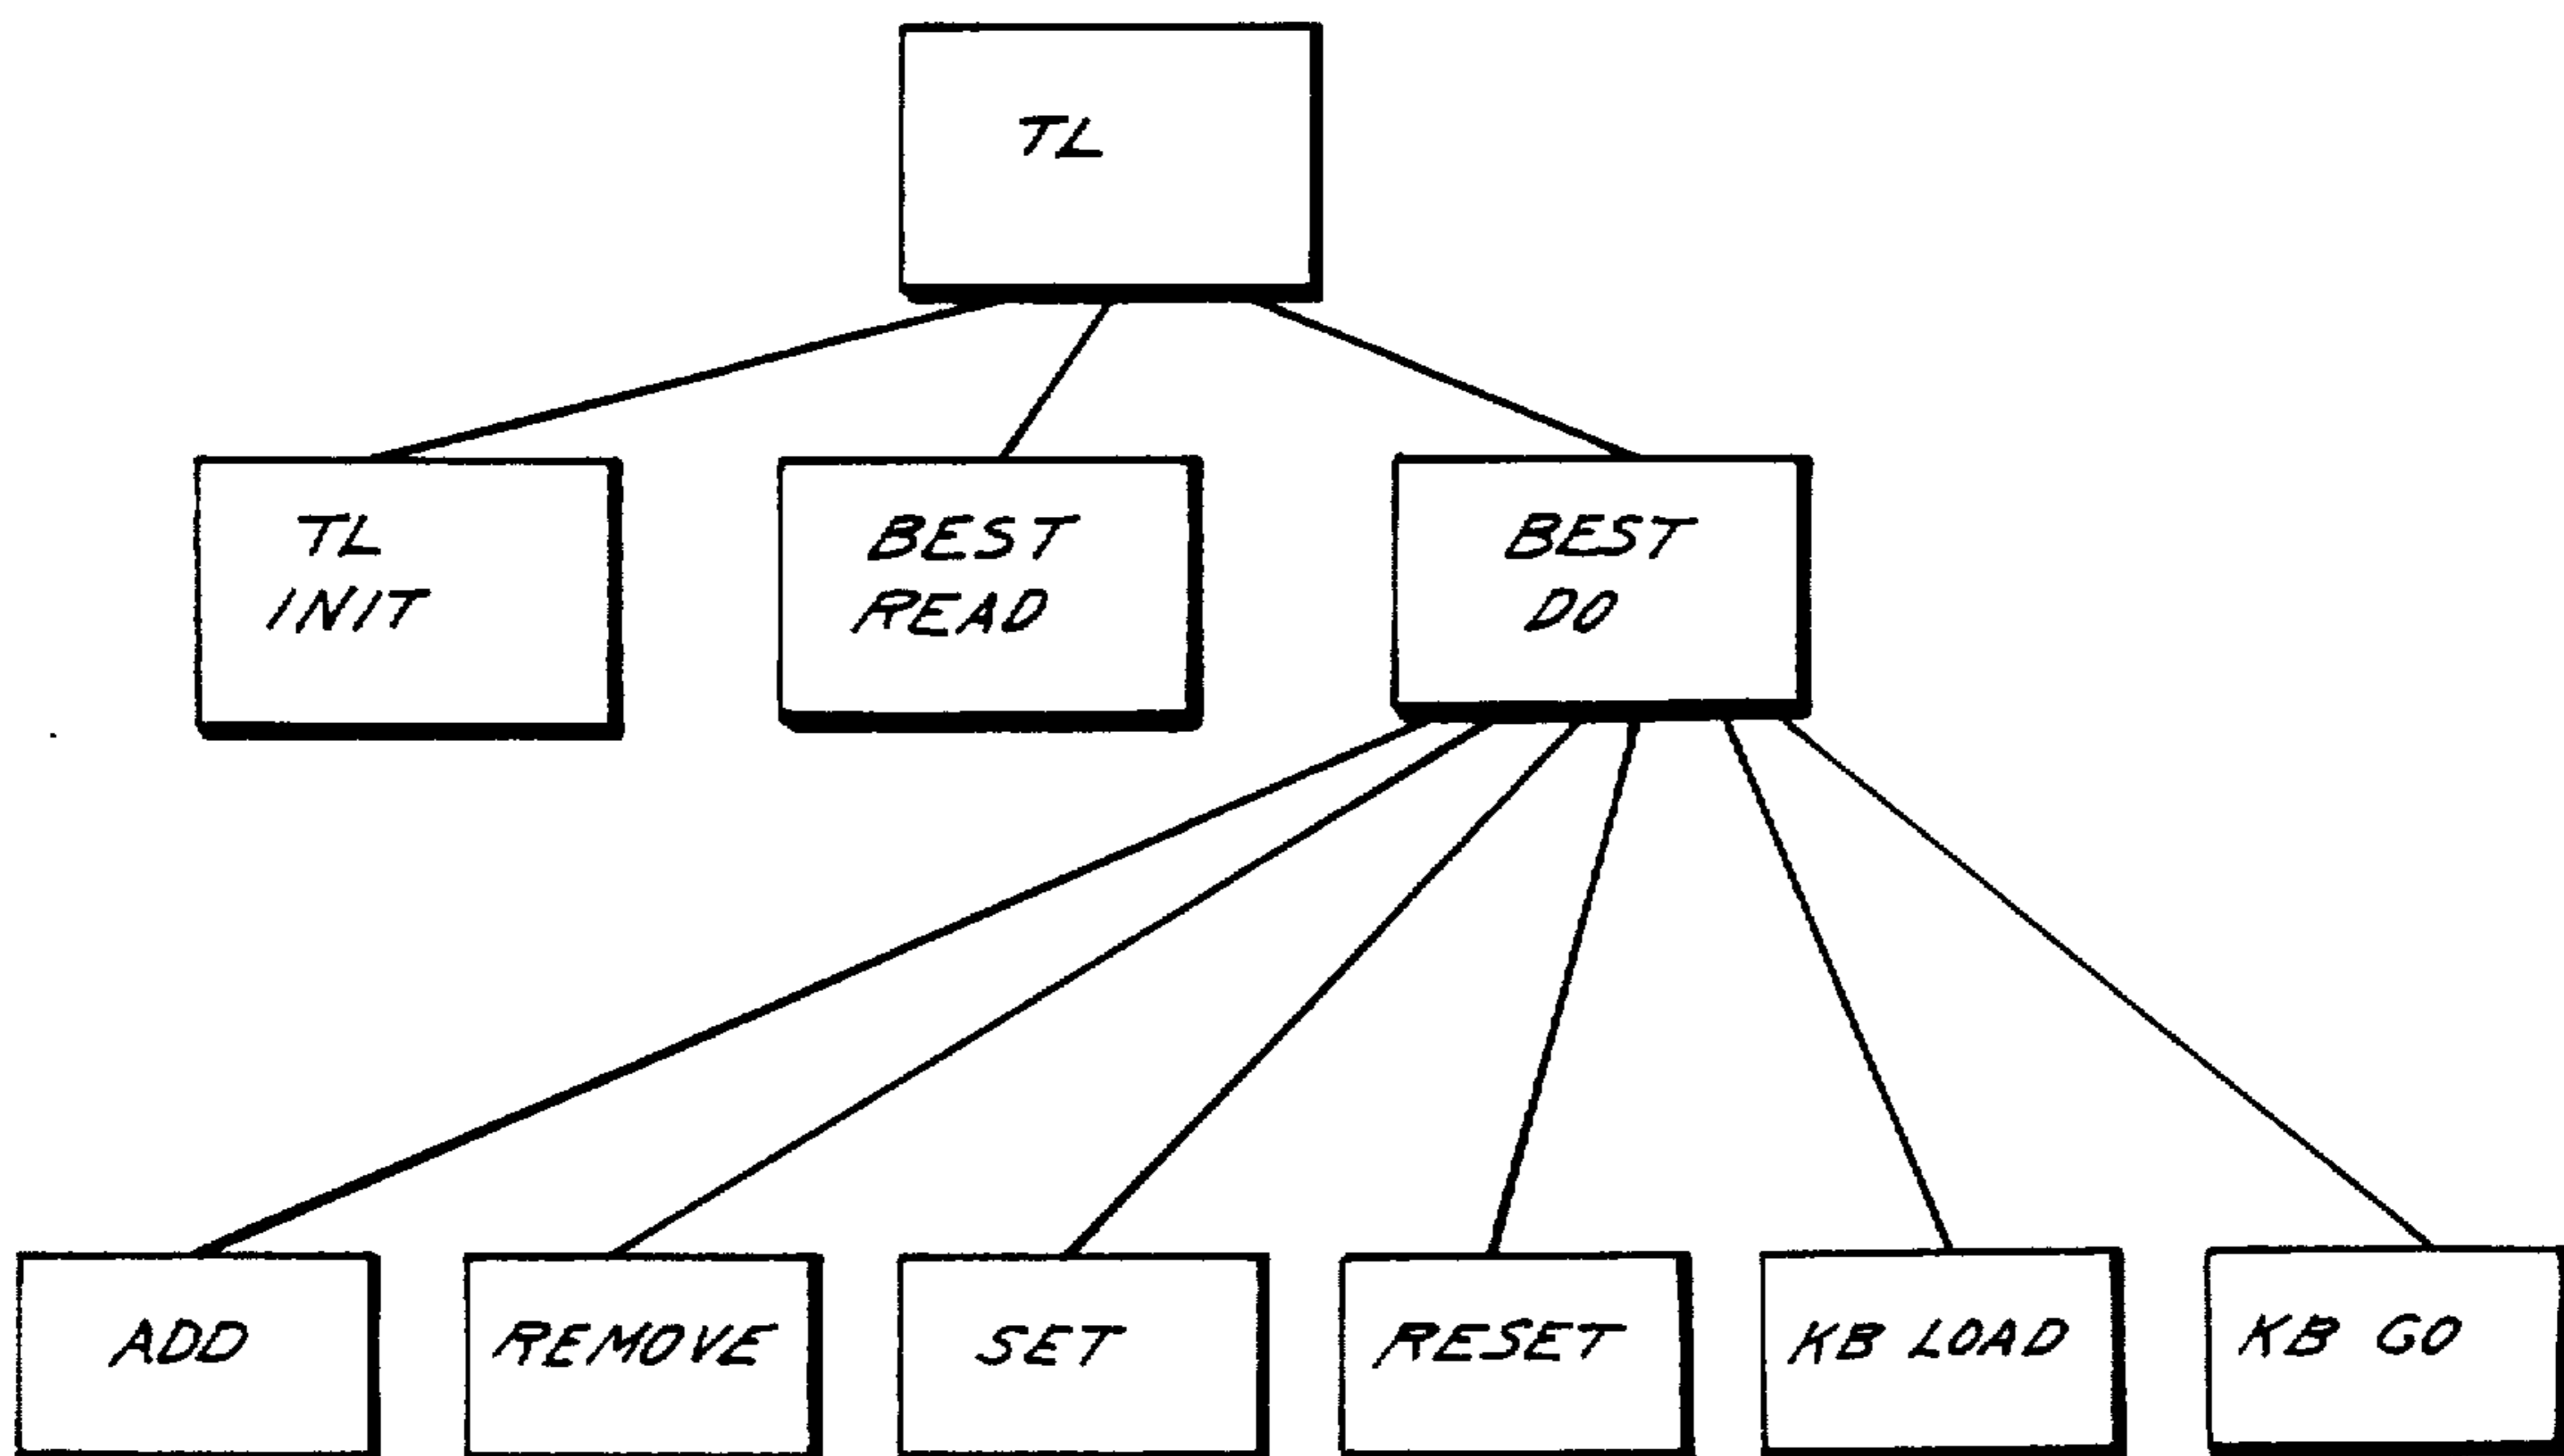 TL
TL
INIT
BEST
READ
BEST
DO
ADD
REMOVE
SET
RESET
KB LOAD
KB GO